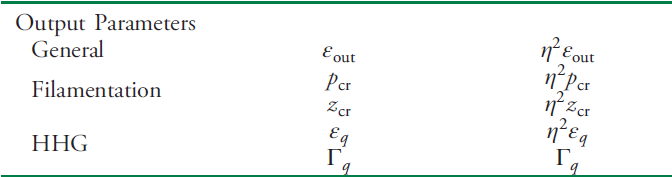 Output Parameters
General ε_out η²ε_out
Filamentation p_cr η²p_cr
z_cr η²z_cr
HHG ε_q η²ε_q
Γ_q Γ_q